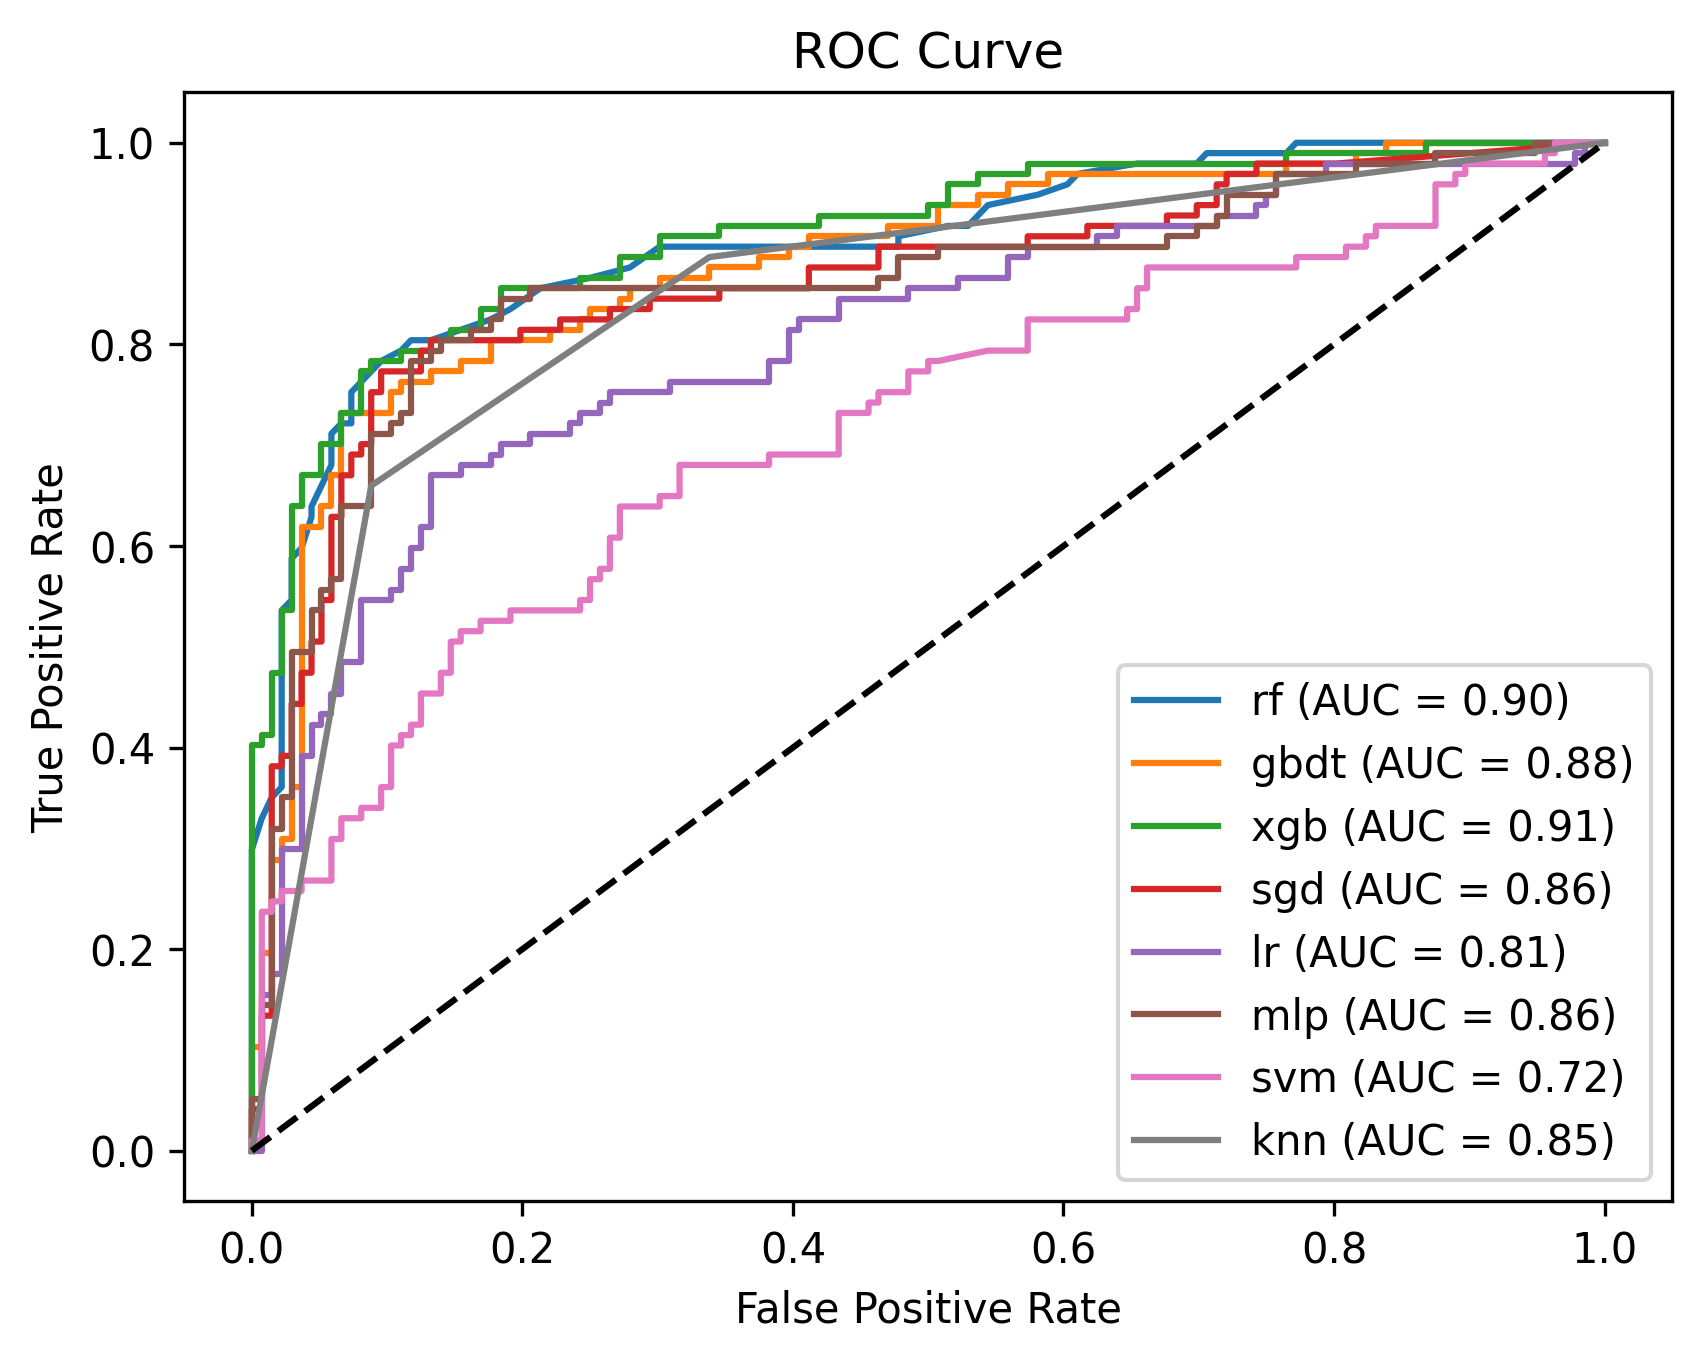 ROC Curve
True Positive Rate
1.0
0.8
0.6
0.4
0.2
0.0
rf (AUC = 0.90)
gbdt (AUC = 0.88)
xgb (AUC = 0.91)
sgd (AUC = 0.86)
lr (AUC = 0.81)
mlp (AUC = 0.86)
svm (AUC = 0.72)
knn (AUC = 0.85)
0.0 0.2 0.4 0.6 0.8 1.0
False Positive Rate